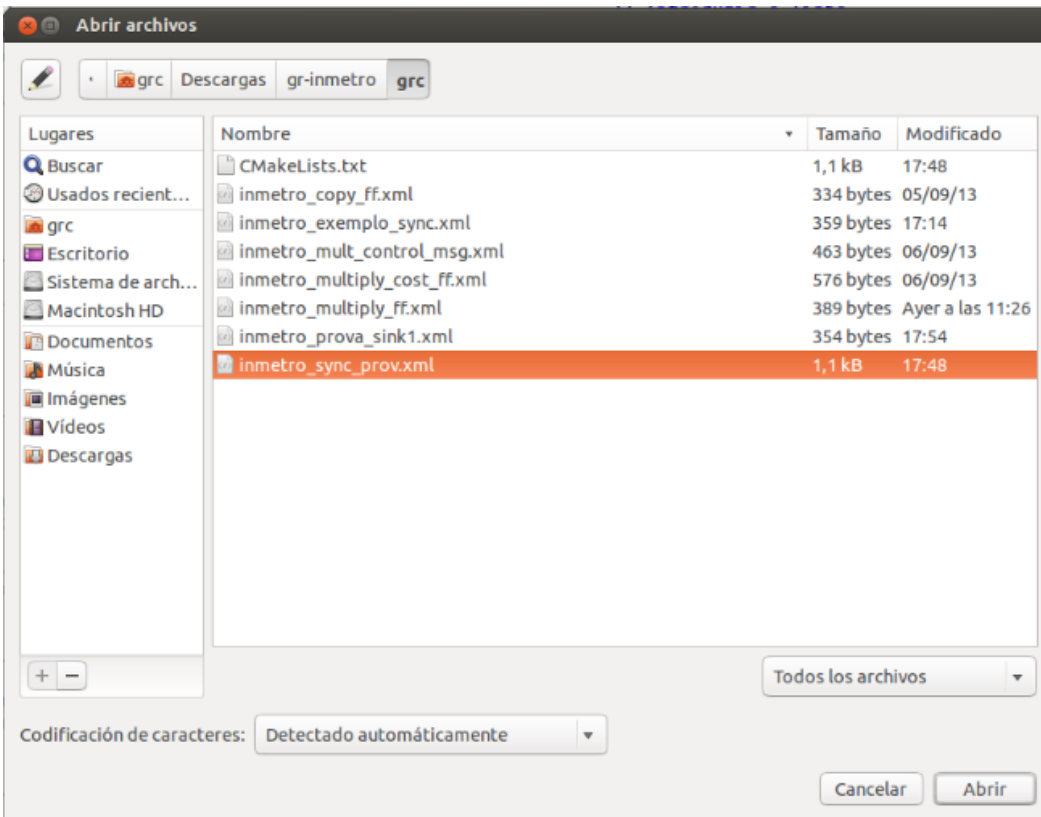 Abrir archivos
grc Descargas gr-inmetro grc
Lugares
Buscar
Usados recient...
grc
Escritorio
Sistema de arch...
Macintosh HD
Documentos
Música
Imágenes
Vídeos
Descargas
Nombre Tamaño Modificado
CMakeLists.txt 1,1 kB 17:48
inmetro_copy_ff.xml 334 bytes 05/09/13
inmetro_exemplo_sync.xml 359 bytes 17:14
inmetro_mult_control_msg.xml 463 bytes 06/09/13
inmetro_multiply_cost_ff.xml 576 bytes 06/09/13
inmetro_multiply_ff.xml 389 bytes Ayer a las 11:26
inmetro_prova_sink1.xml 354 bytes 17:54
inmetro_sync_prov.xml 1,1 kB 17:48
Todos los archivos
Codificación de caracteres: Detectado automáticamente
Cancelar Abrir